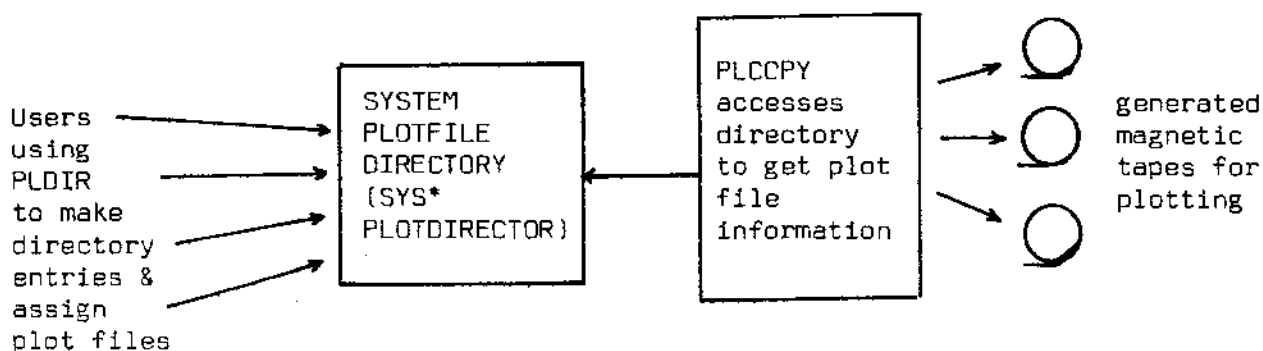 Users
using
PLDIR
to make
directory
entries &
assign
plot files
SYSTEM
PLOTFILE
DIRECTORY
(SYS*
PLOTDIRECTOR)
PLCCPY
accesses
directory
to get plot
file
information
generated
magnetic
tapes for
plotting